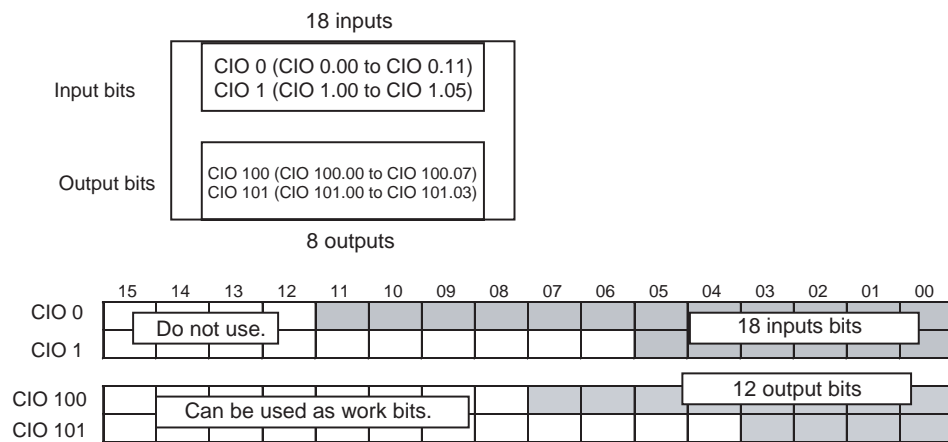 18 inputs
Input bits
CIO 0 (CIO 0.00 to CIO 0.11)
CIO 1 (CIO 1.00 to CIO 1.05)
Output bits
CIO 100 (CIO 100.00 to CIO 100.07)
CIO 101 (CIO 101.00 to CIO 101.03)
8 outputs
15 14 13 12 11 10 09 08 07 06 05 04 03 02 01 00
CIO 0
Do not use.
18 inputs bits
CIO 1
CIO 100
12 output bits
Can be used as work bits.
CIO 101